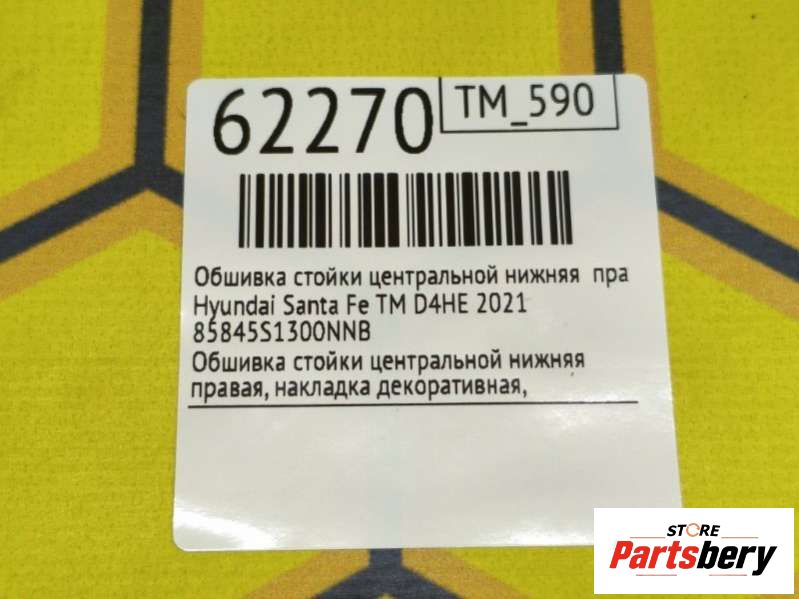 62270
TM_590
Обшивка стойки центральной нижняя пра
Hyundai Santa Fe TM D4HE 2021
85845S1300NNB
Обшивка стойки центральной нижняя
правая, накладка декоративная,
STORE
Partsbery